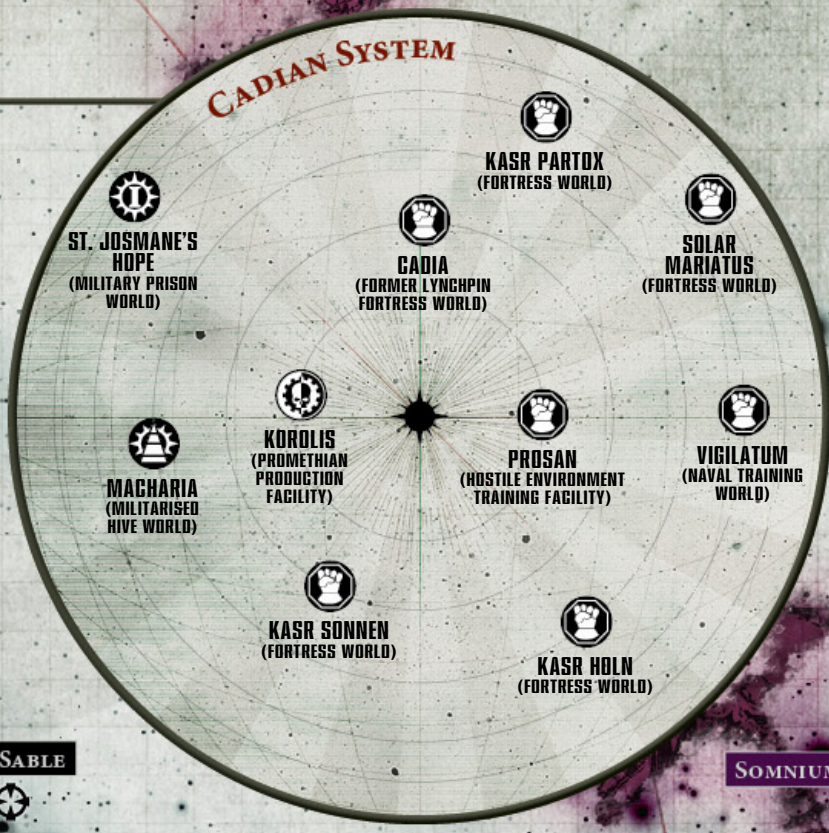 CADIAN SYSTEM
KASR PARTOX
(FORTRESS WORLD)
ST. JOSMANE'S
HOPE
(MILITARY PRISON
WORLD)
CADIA
(FORMER LYNCHPIN
FORTRESS WORLD)
SOLAR
MARIATUS
(FORTRESS WORLD)
KOROLIS
(PROMETHIAN
PRODUCTION
FACILITY)
PROSAN
(HOSTILE ENVIRONMENT
TRAINING FACILITY)
VIGILATUM
(NAVAL TRAINING
WORLD)
MACHARIA
(MILITARISED
HIVE WORLD)
KASR SONNEN
(FORTRESS WORLD)
KASR HOLN
(FORTRESS WORLD)
SABLE
SOMNIUM